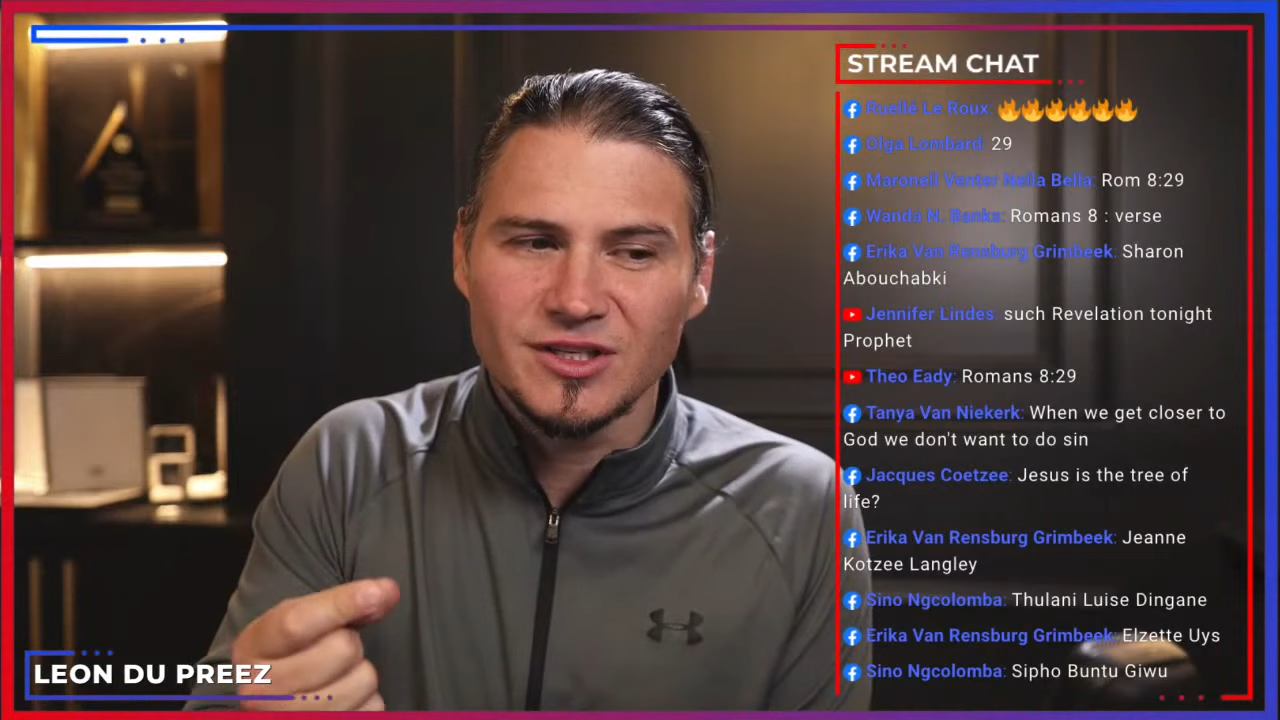 STREAM CHAT
Ruellé Le Roux: 🔥🔥🔥🔥🔥🔥
Olga Lombard: 29
Maronell Venter Nella Bella: Rom 8:29
Wanda N. Banks: Romans 8 : verse
Erika Van Rensburg Grimbeek: Sharon
Abouchabki
Jennifer Lindes: such Revelation tonight
Prophet
Theo Eady: Romans 8:29
Tanya Van Niekerk: When we get closer to
God we don't want to do sin
Jacques Coetzee: Jesus is the tree of
life?
Erika Van Rensburg Grimbeek: Jeanne
Kotzee Langley
Sino Ngcolomba: Thulani Luise Dingane
Erika Van Rensburg Grimbeek: Elzette Uys
Sino Ngcolomba: Sipho Buntu Giwu
LEON DU PREEZ